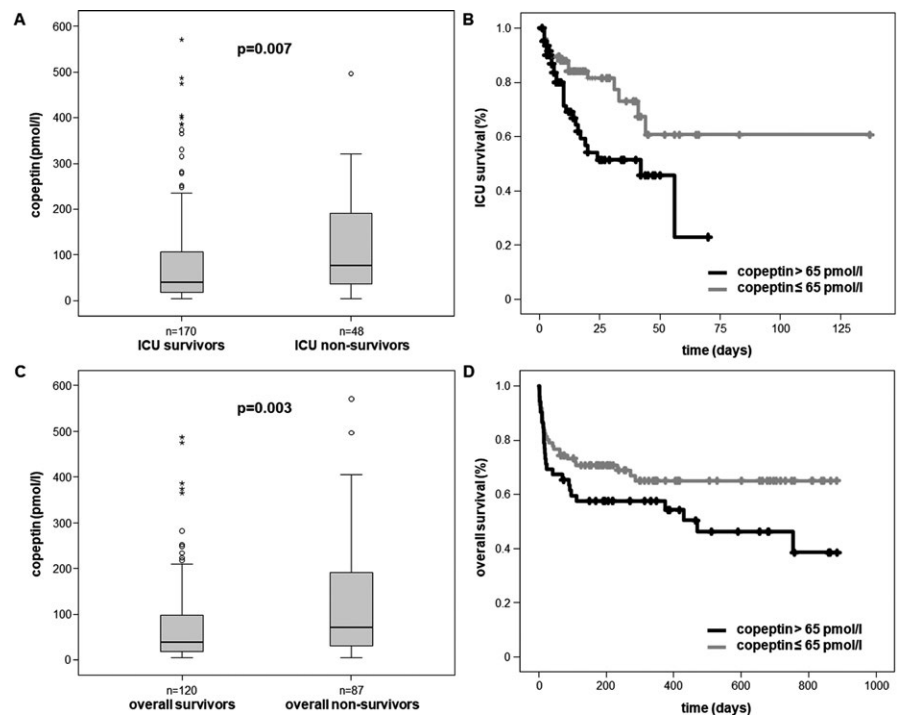 A
600
500
400
300
200
100
0
copeptin (pmol/l)
p=0.007
n=170
ICU survivors
n=48
ICU non-survivors
B
1.0
0.8
0.6
0.4
0.2
0
ICU survival (%)
copeptin> 65 pmol/l
copeptin≤ 65 pmol/l
0
25
50
75
100
125
time (days)
C
600
500
400
300
200
100
0
copeptin (pmol/l)
p=0.003
n=120
overall survivors
n=87
overall non-survivors
D
1.0
0.8
0.6
0.4
0.2
0
overall survival (%)
copeptin> 65 pmol/l
copeptin≤ 65 pmol/l
0
200
400
600
800
1000
time (days)